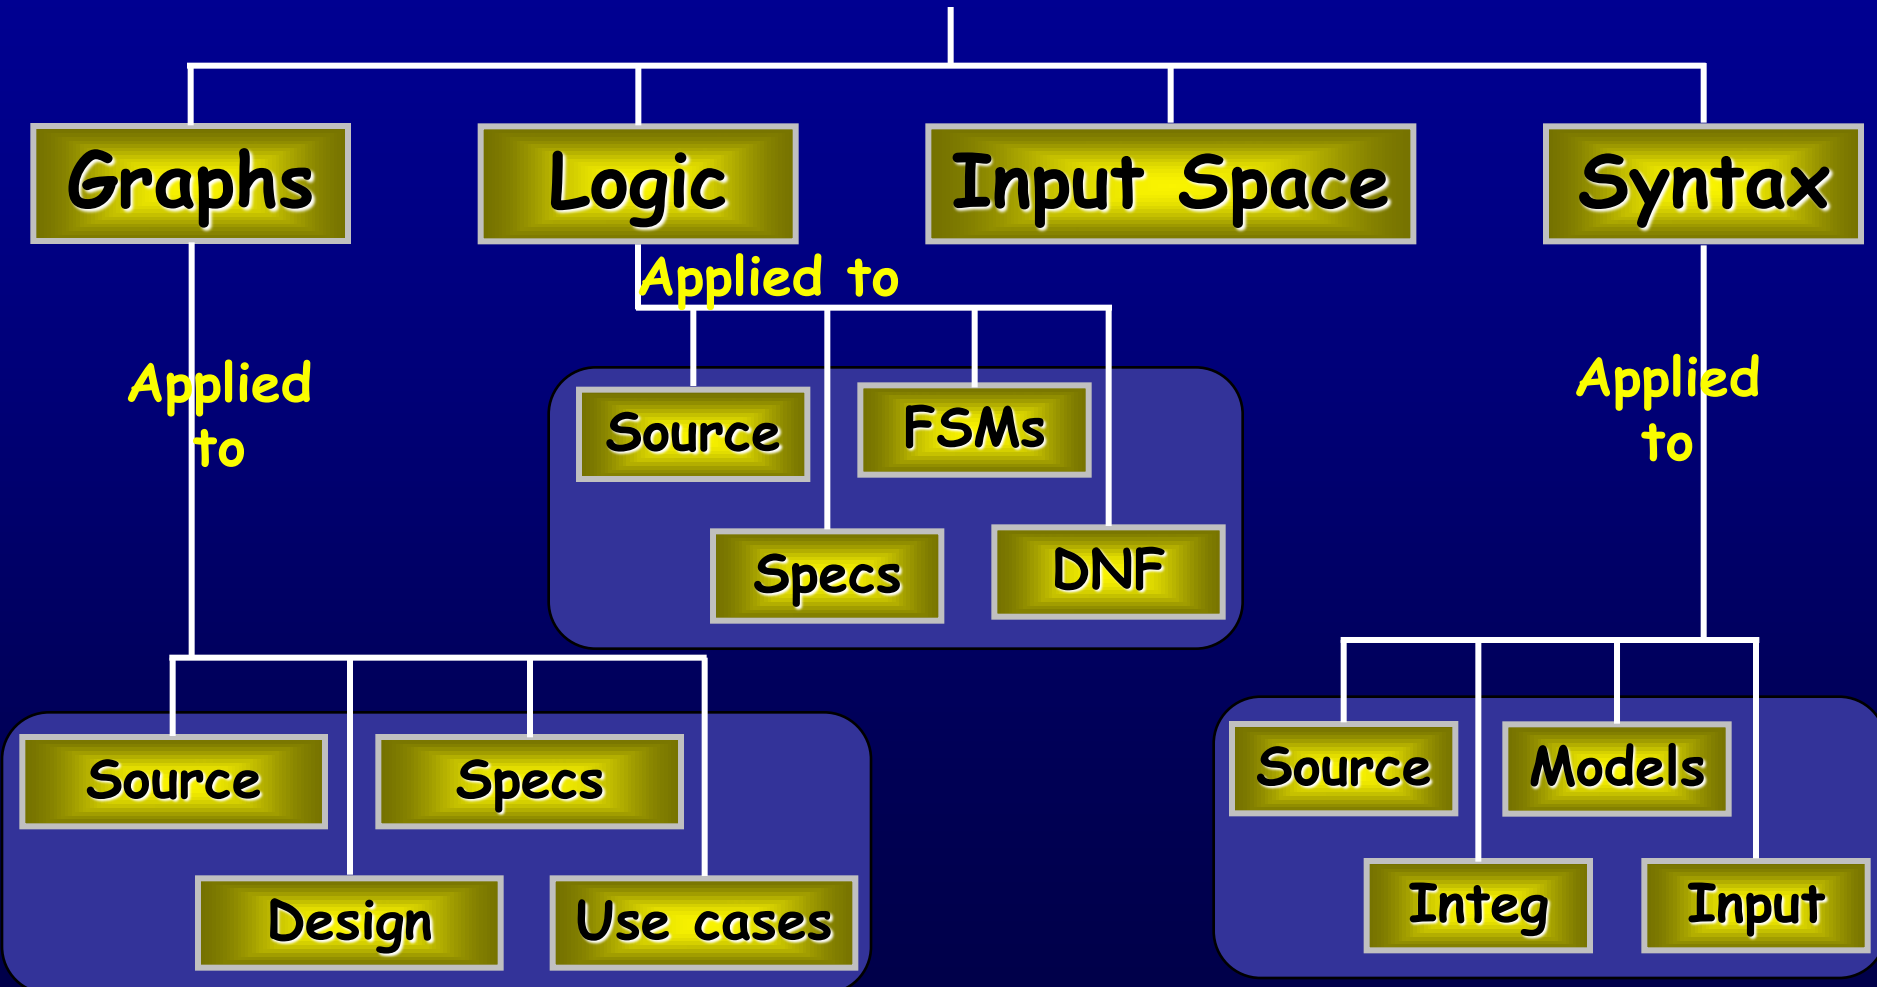 Graphs
Logic
Input Space
Syntax
Applied to
Applied
to
Applied
to
Source
FSMs
Specs
DNF
Source
Specs
Design
Use cases
Source
Models
Integ
Input